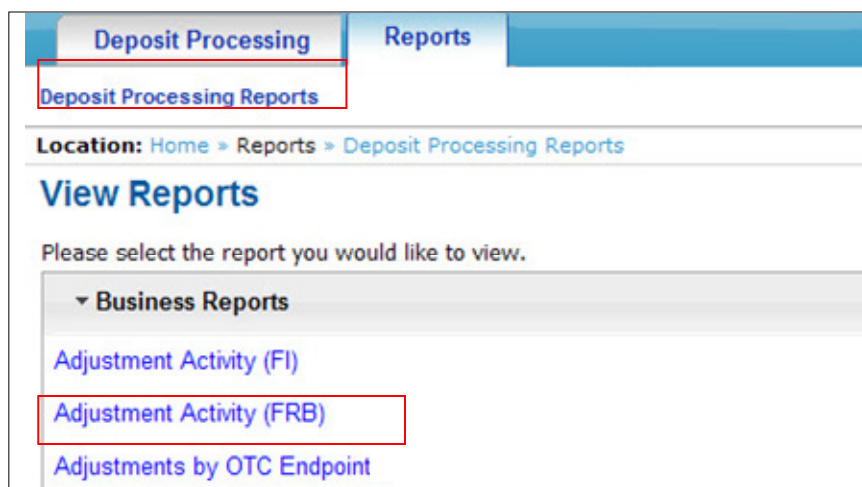 Deposit Processing Reports
Deposit Processing Reports
Location: Home » Reports » Deposit Processing Reports
View Reports
Please select the report you would like to view.
Business Reports
Adjustment Activity (FI)
Adjustment Activity (FRB)
Adjustments by OTC Endpoint